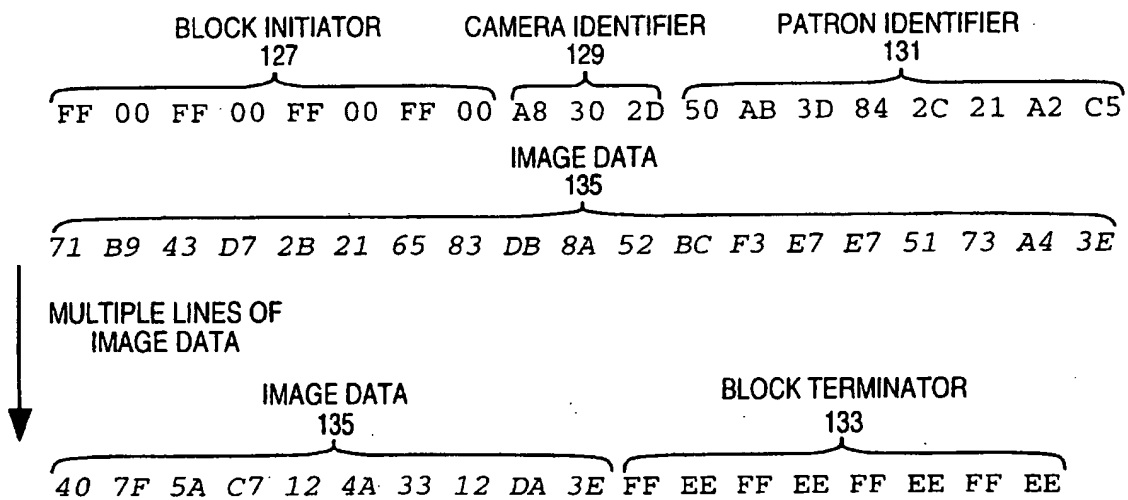 BLOCK INITIATOR CAMERA IDENTIFIER PATRON IDENTIFIER
127 129 131
FF 00 FF 00 FF 00 FF 00 A8 30 2D 50 AB 3D 84 2C 21 A2 C5
IMAGE DATA
135
71 B9 43 D7 2B 21 65 83 DB 8A 52 BC F3 E7 E7 51 73 A4 3E
MULTIPLE LINES OF
IMAGE DATA
IMAGE DATA BLOCK TERMINATOR
135 133
40 7F 5A C7 12 4A 33 12 DA 3E FF EE FF EE FF EE FF EE